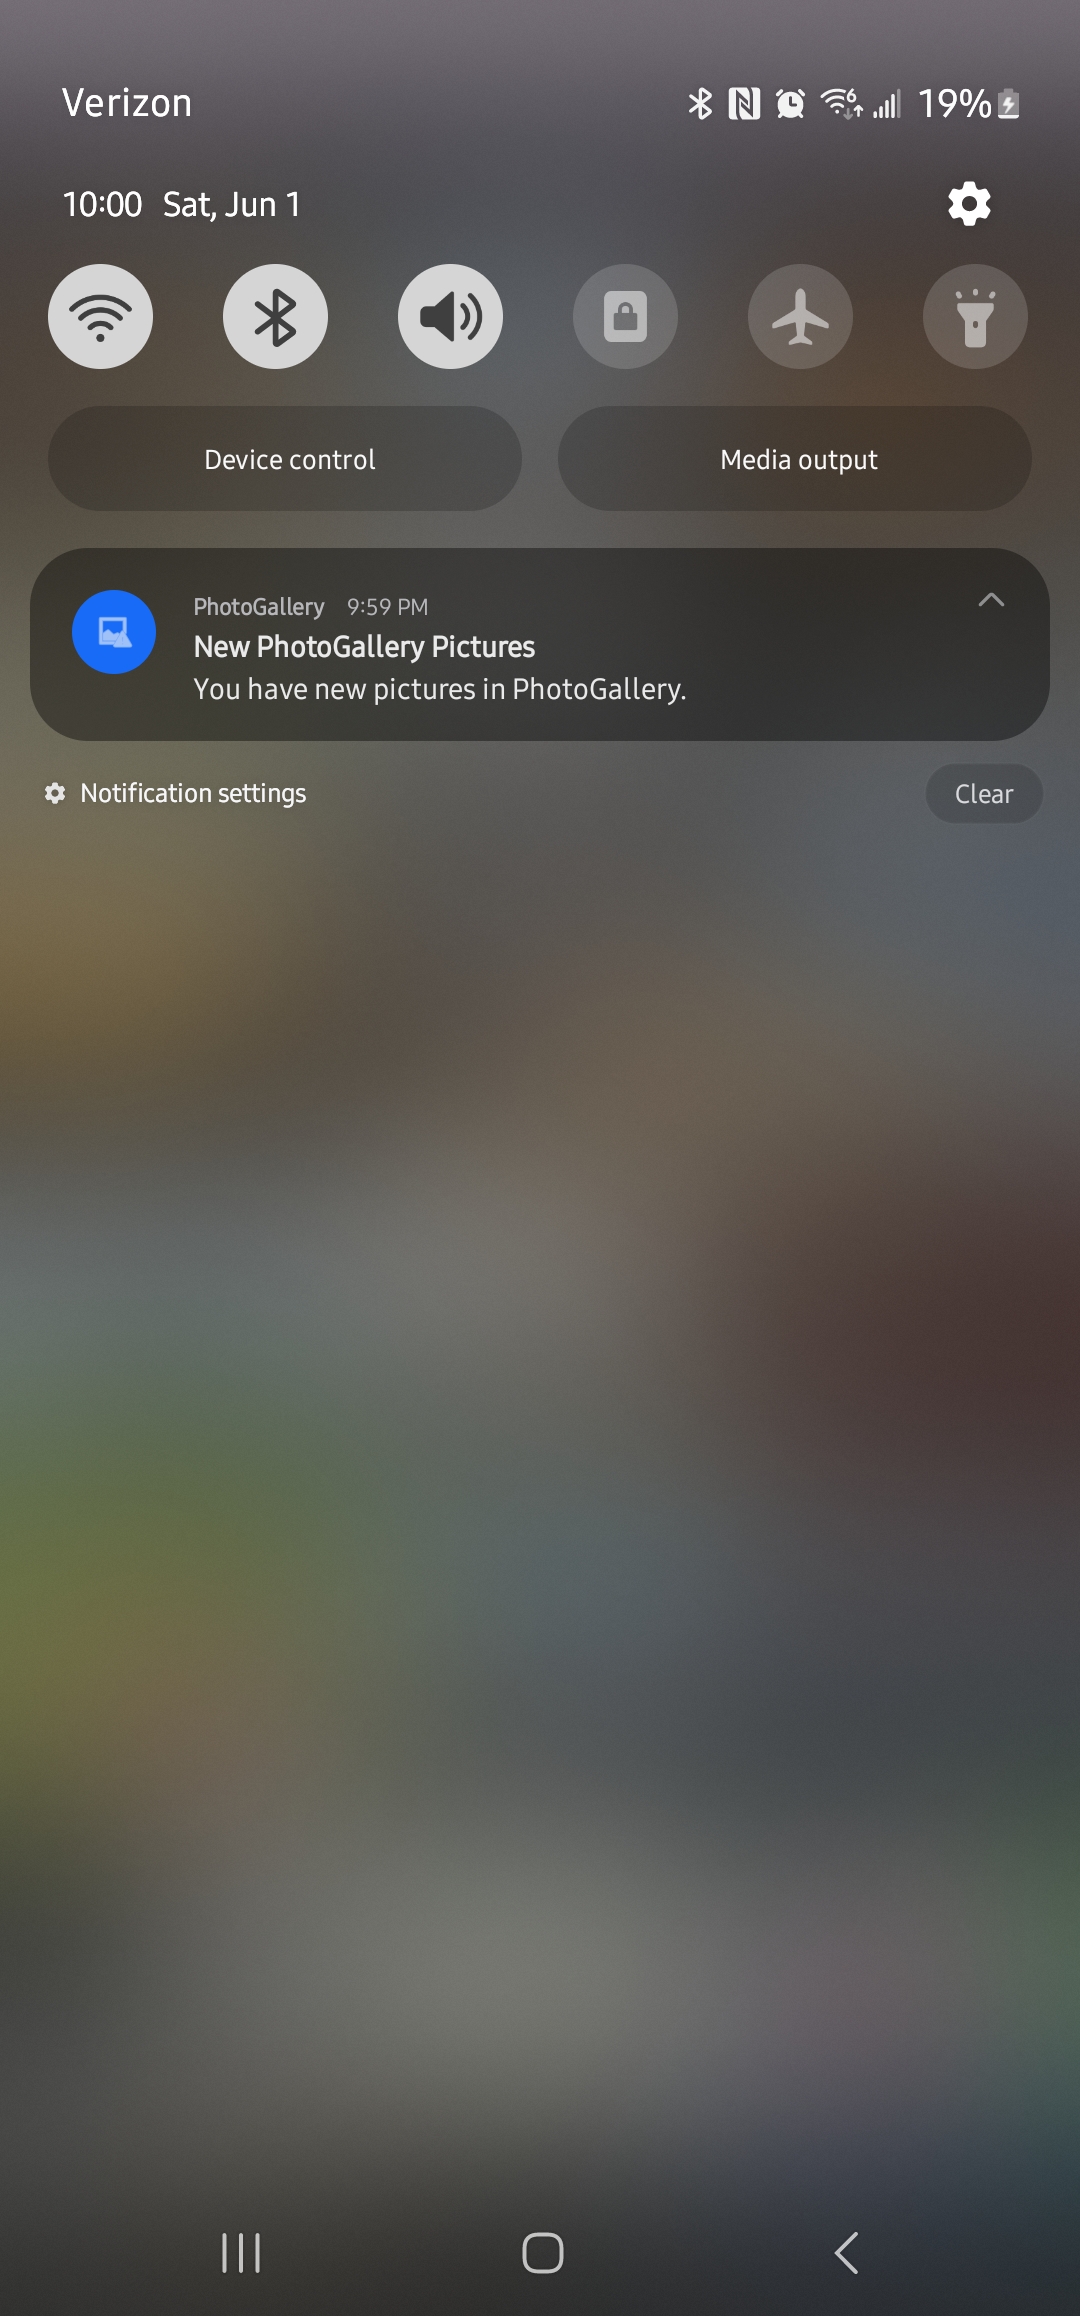 Verizon 19%
10:00 Sat, Jun 1
Device control
Media output
PhotoGallery 9:59 PM
New PhotoGallery Pictures
You have new pictures in PhotoGallery.
Notification settings
Clear